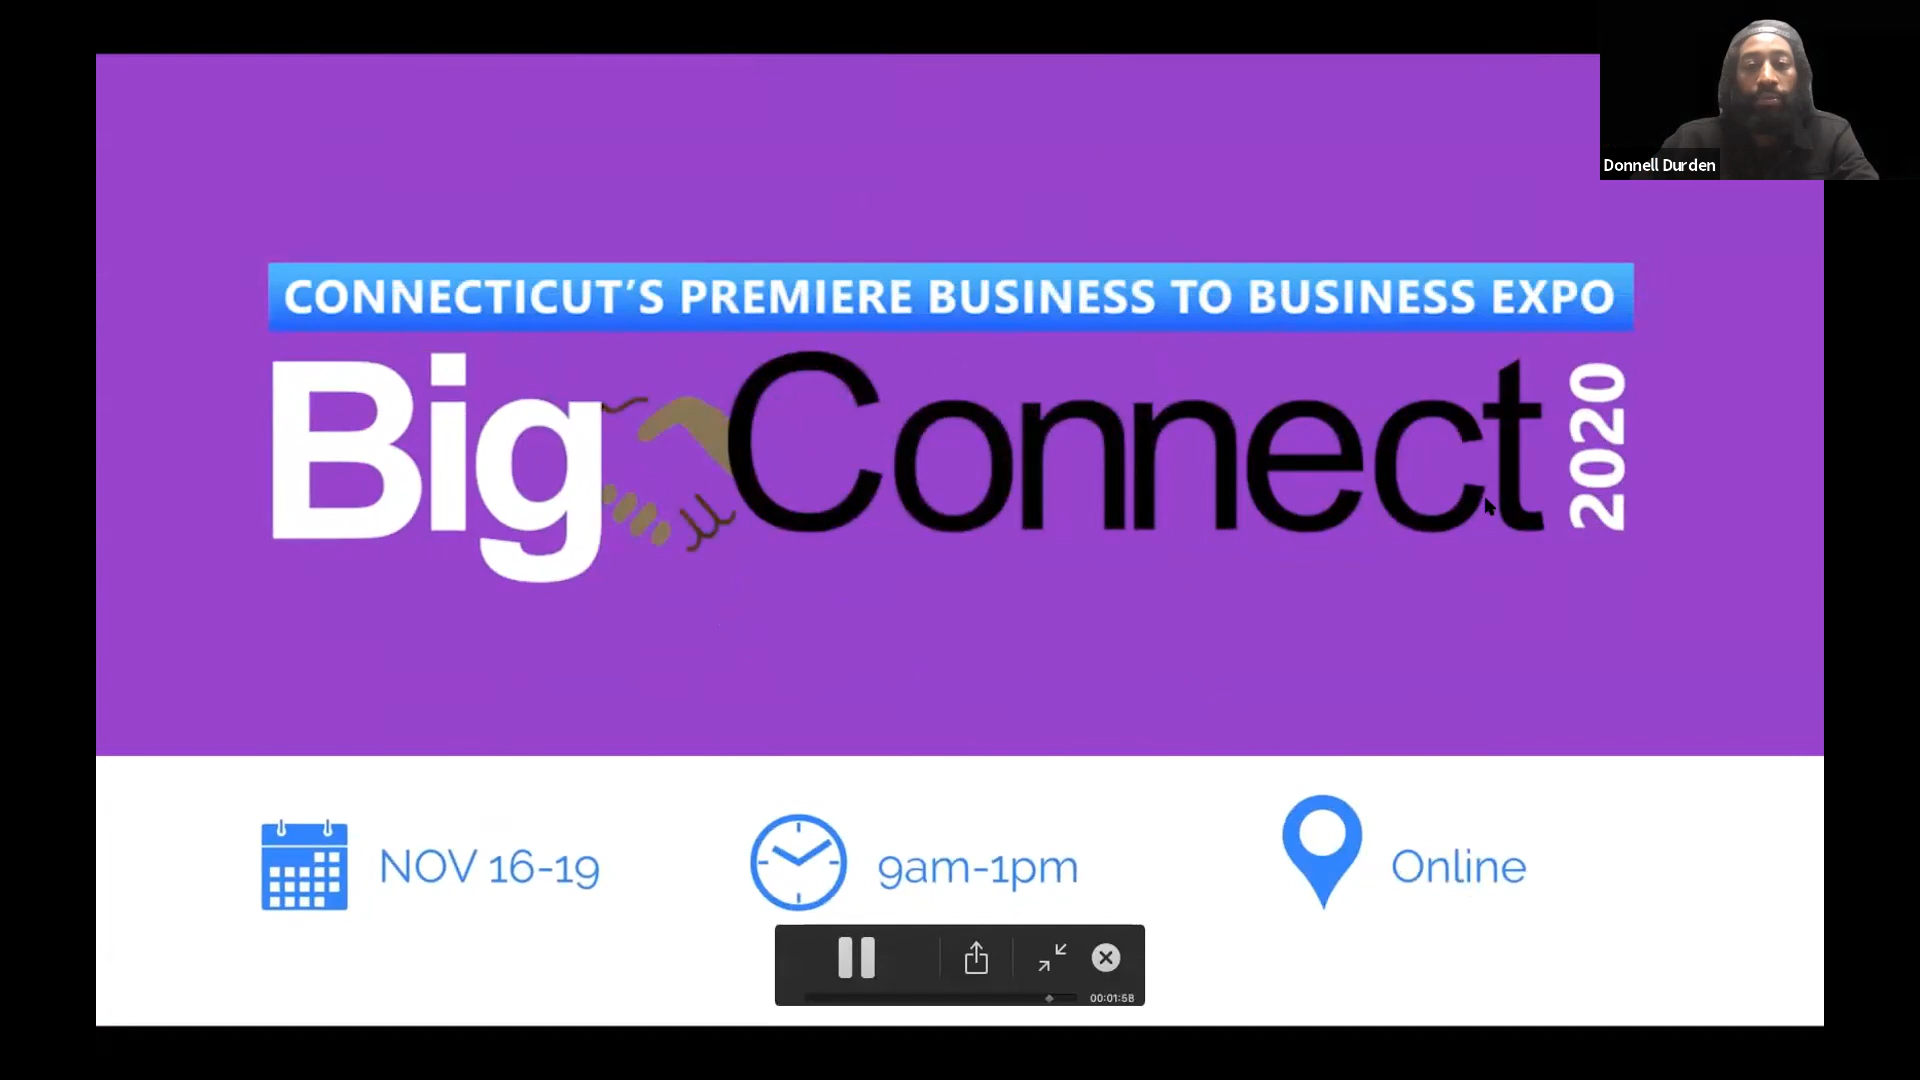 Donnell Durden
CONNECTICUT’S PREMIERE BUSINESS TO BUSINESS EXPO
Big Connect 2020
NOV 16-19
9am-1pm
Online
00:01:58